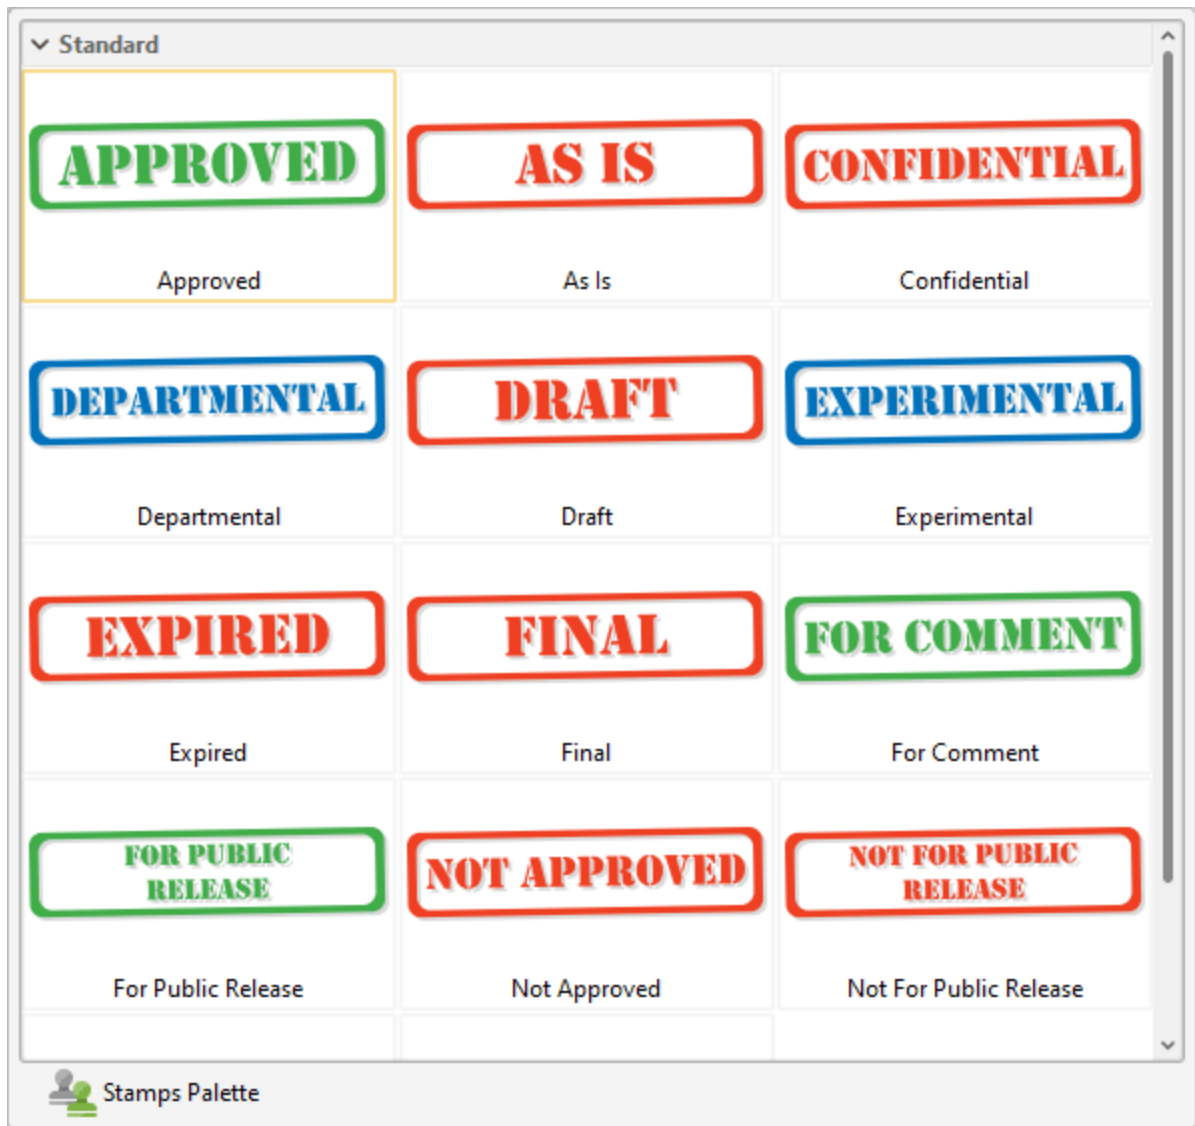 Standard
APPROVED
AS IS
CONFIDENTIAL
Approved
As Is
Confidential
DEPARTMENTAL
DRAFT
EXPERIMENTAL
Departmental
Draft
Experimental
EXPIRED
FINAL
FOR COMMENT
Expired
Final
For Comment
FOR PUBLIC
RELEASE
NOT APPROVED
NOT FOR PUBLIC
RELEASE
For Public Release
Not Approved
Not For Public Release
Stamps Palette